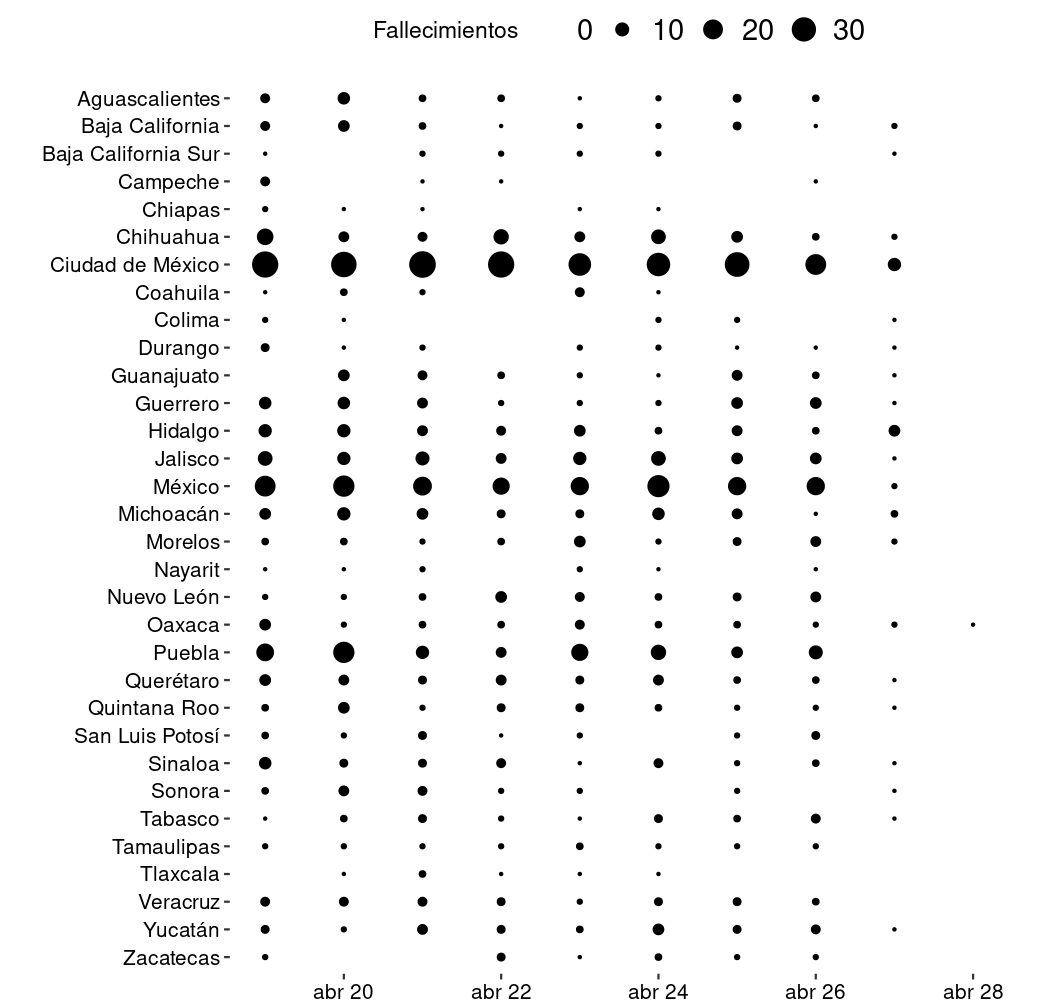 Fallecimientos 0 10 20 30
Aguascalientes
Baja California
Baja California Sur
Campeche
Chiapas
Chihuahua
Ciudad de México
Coahuila
Colima
Durango
Guanajuato
Guerrero
Hidalgo
Jalisco
México
Michoacán
Morelos
Nayarit
Nuevo León
Oaxaca
Puebla
Querétaro
Quintana Roo
San Luis Potosí
Sinaloa
Sonora
Tabasco
Tamaulipas
Tlaxcala
Veracruz
Yucatán
Zacatecas
abr 20 abr 22 abr 24 abr 26 abr 28